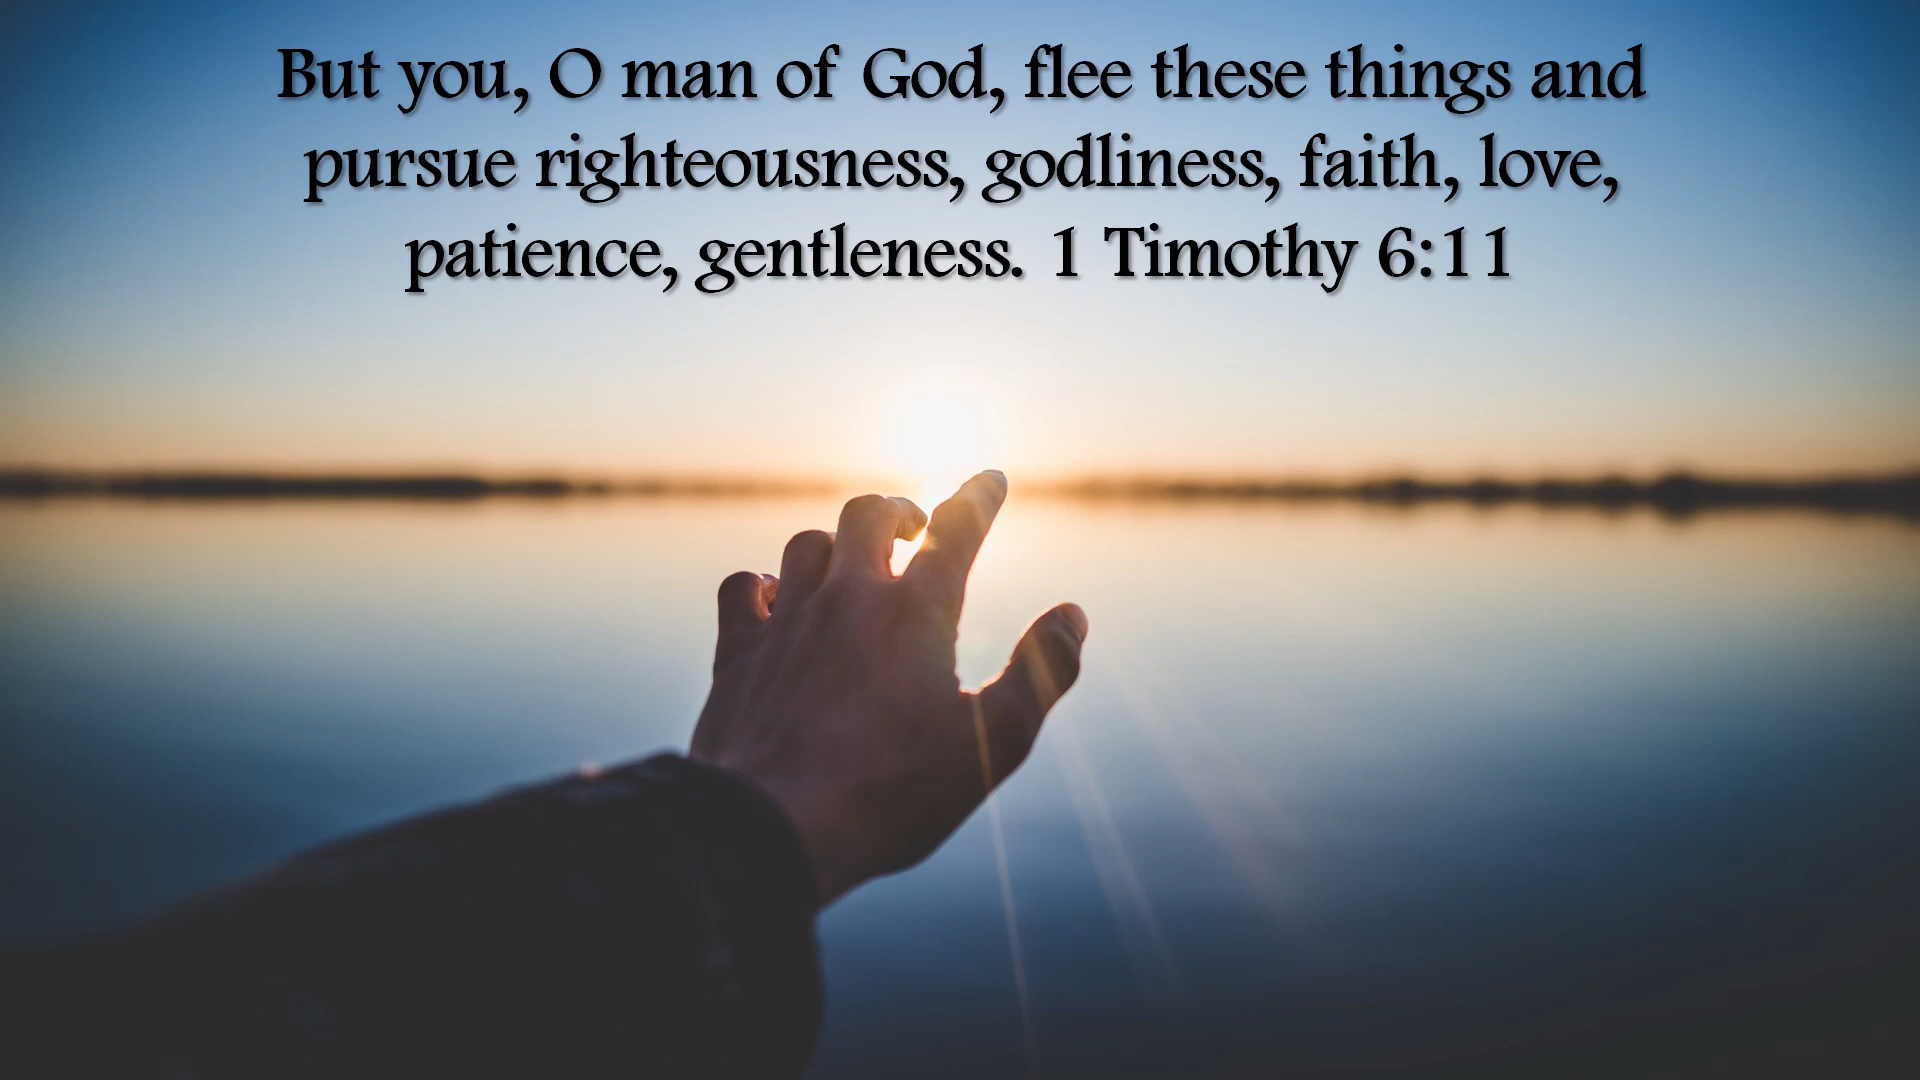 But you, O man of God, flee these things and
pursue righteousness, godliness, faith, love,
patience, gentleness. 1 Timothy 6:11